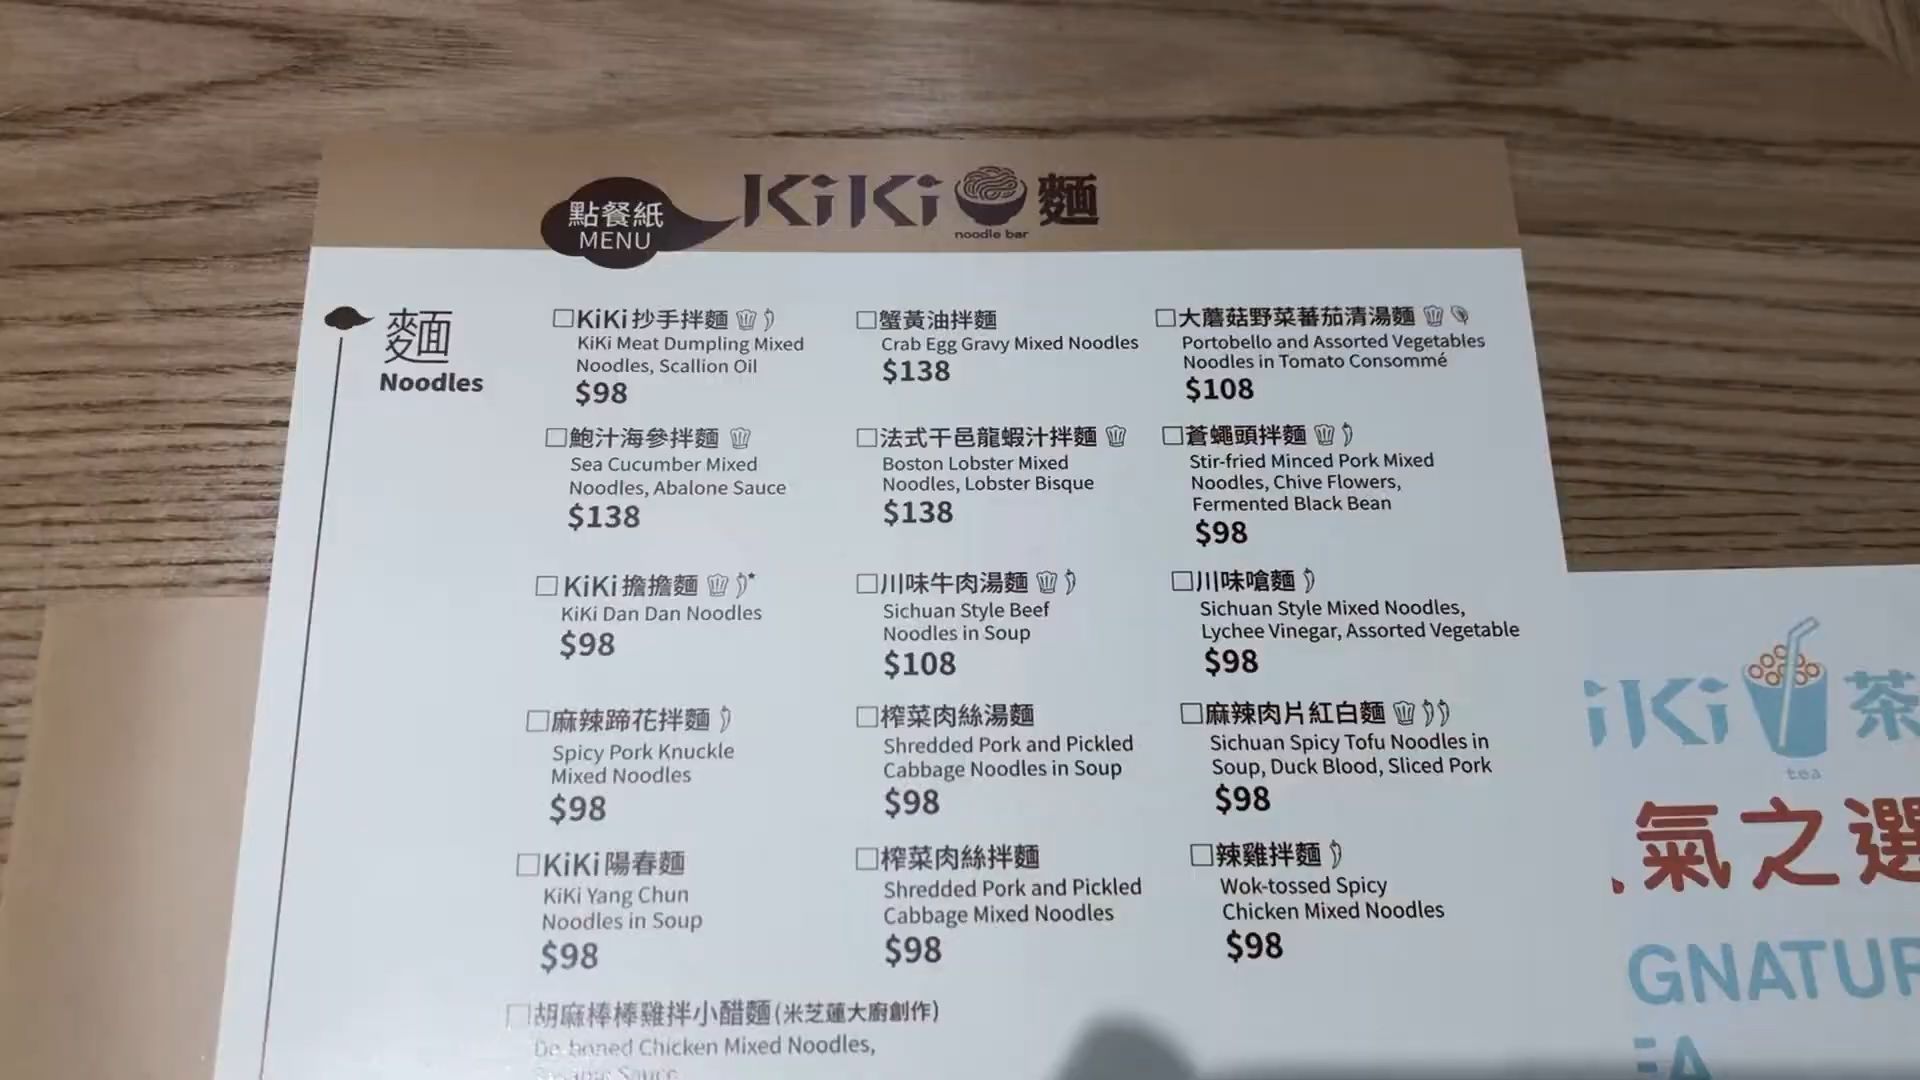 點餐紙
MENU
KiKi 麵
noodle bar
麵
Noodles
□KiKi抄手拌麵
KiKi Meat Dumpling Mixed
Noodles, Scallion Oil
$98
□蟹黃油拌麵
Crab Egg Gravy Mixed Noodles
$138
□大蘑菇野菜蕃茄清湯麵
Portobello and Assorted Vegetables
Noodles in Tomato Consommé
$108
□鮑汁海參拌麵
Sea Cucumber Mixed
Noodles, Abalone Sauce
$138
□法式干邑龍蝦汁拌麵
Boston Lobster Mixed
Noodles, Lobster Bisque
$138
□蒼蠅頭拌麵
Stir-fried Minced Pork Mixed
Noodles, Chive Flowers,
Fermented Black Bean
$98
□KiKi擔擔麵
KiKi Dan Dan Noodles
$98
□川味牛肉湯麵
Sichuan Style Beef
Noodles in Soup
$108
□川味嗆麵
Sichuan Style Mixed Noodles,
Lychee Vinegar, Assorted Vegetable
$98
□麻辣蹄花拌麵
Spicy Pork Knuckle
Mixed Noodles
$98
□榨菜肉絲湯麵
Shredded Pork and Pickled
Cabbage Noodles in Soup
$98
□麻辣肉片紅白麵
Sichuan Spicy Tofu Noodles in
Soup, Duck Blood, Sliced Pork
$98
□KiKi陽春麵
KiKi Yang Chun
Noodles in Soup
$98
□榨菜肉絲拌麵
Shredded Pork and Pickled
Cabbage Mixed Noodles
$98
□辣雞拌麵
Wok-tossed Spicy
Chicken Mixed Noodles
$98
□胡麻棒棒雞拌小醋麵(米芝蓮大廚創作)
De-boned Chicken Mixed Noodles,
Sesame Sauce
iKi 茶
tea
氣之選
GNATUR
EA